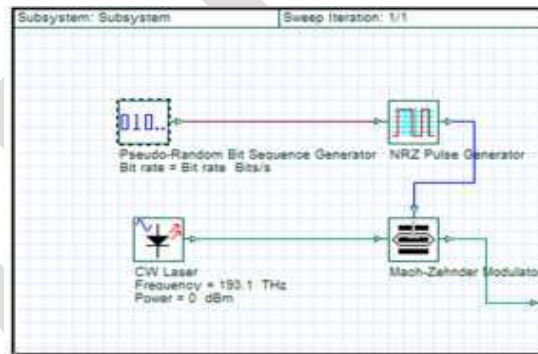 Subsystem: Subsystem
Sweep Iteration: 1/1
010..
Pseudo-Random Bit Sequence Generator
Bit rate = Bit rate Bits/s
NRZ Pulse Generator
CW Laser
Frequency = 193.1 THz
Power = 0 dBm
Mach-Zehnder Modulato